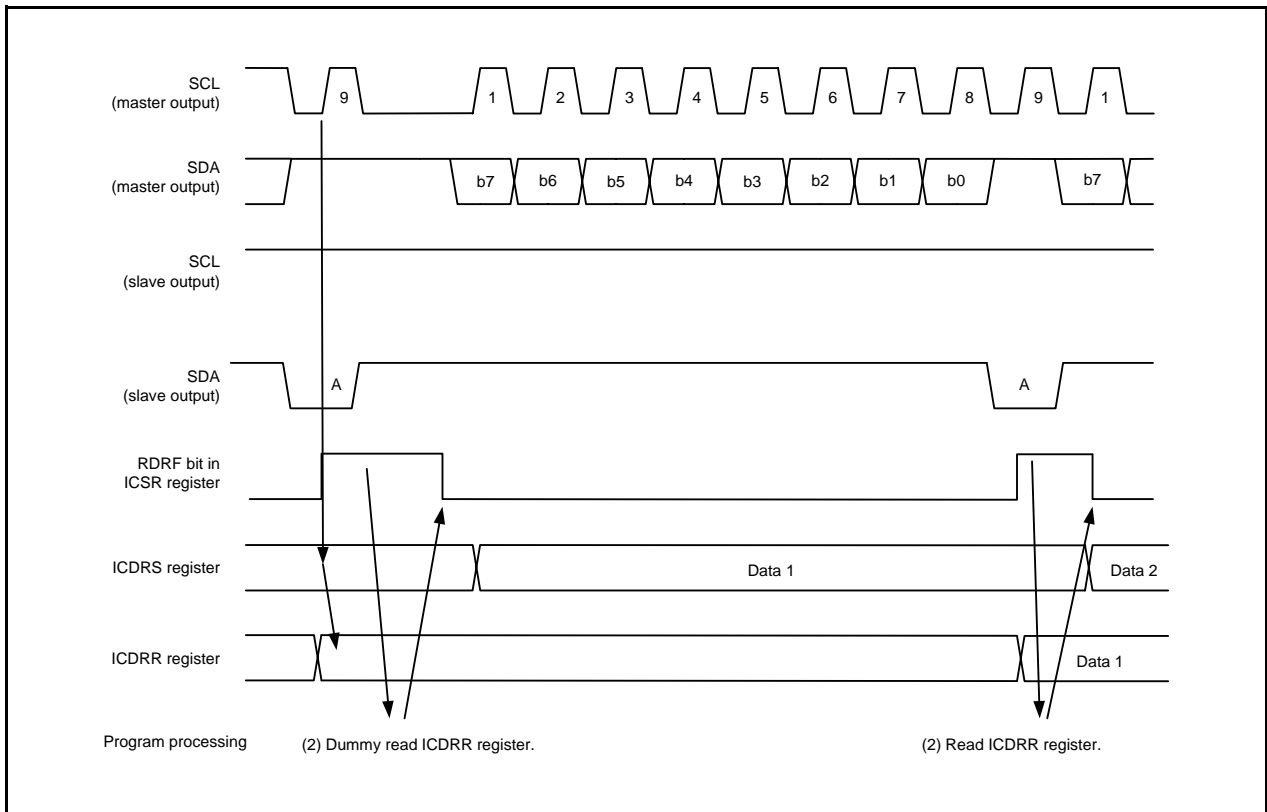 SCL
(master output)
9
1
2
3
4
5
6
7
8
9
1
SDA
(master output)
b7
b6
b5
b4
b3
b2
b1
b0
b7
SCL
(slave output)
SDA
(slave output)
A
A
RDRF bit in
ICSR register
ICDRS register
Data 1
Data 2
ICDRR register
Data 1
Program processing
(2) Dummy read ICDRR register.
(2) Read ICDRR register.